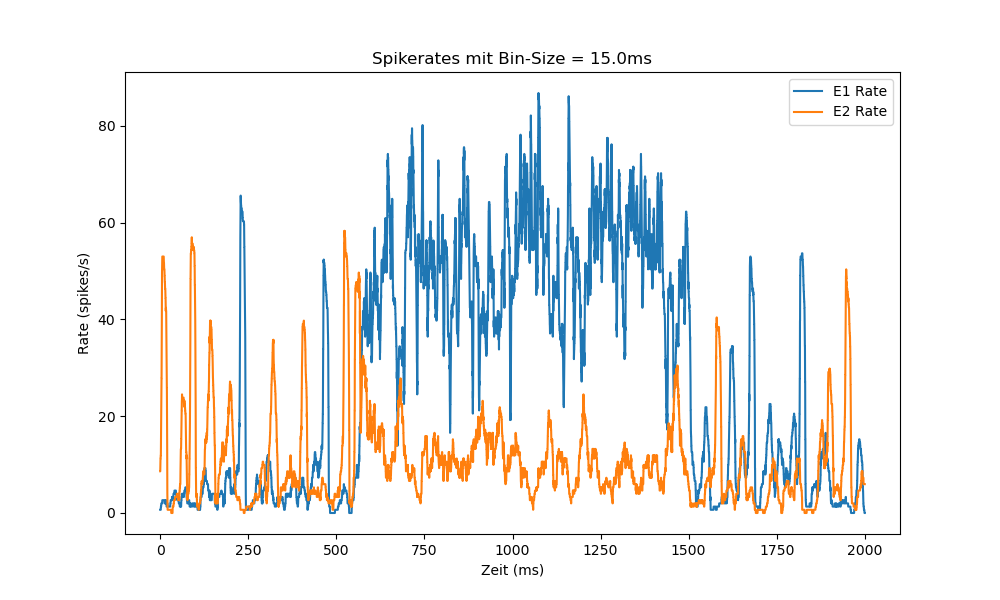 Spikerates mit Bin-Size = 15.0ms
E1 Rate
E2 Rate
Rate (spikes/s)
80
60
40
20
0
0 250 500 750 1000 1250 1500 1750 2000
Zeit (ms)